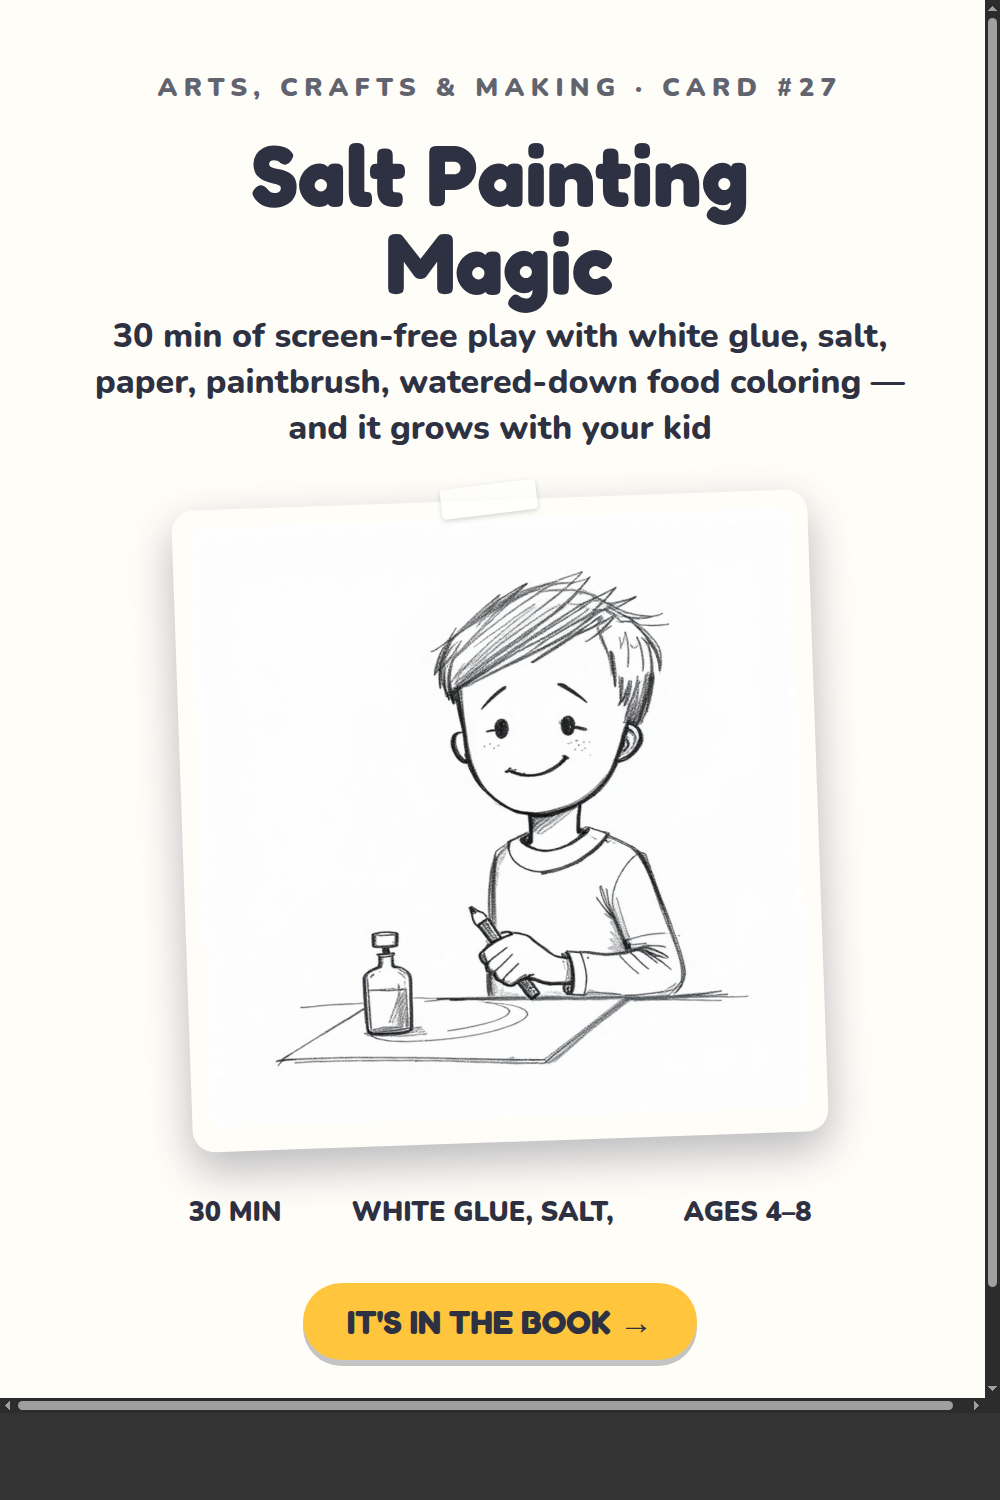 ARTS, CRAFTS & MAKING · CARD #27
Salt Painting
Magic
30 min of screen-free play with white glue, salt,
paper, paintbrush, watered-down food coloring —
and it grows with your kid
30 MIN WHITE GLUE, SALT, AGES 4–8
IT'S IN THE BOOK →